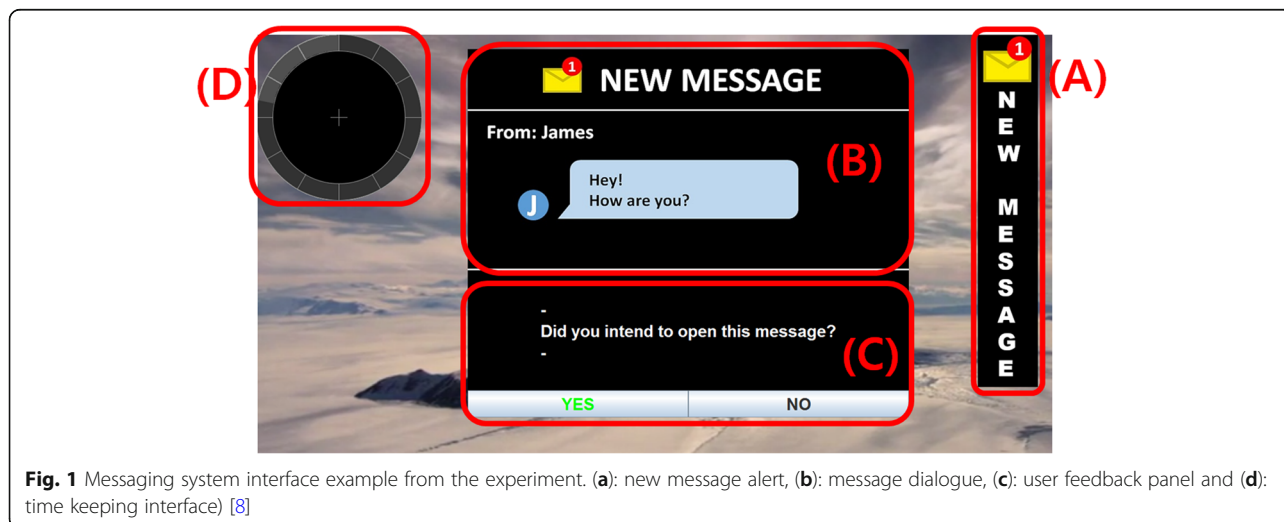 (D)
1
NEW MESSAGE
From: James
(B)
J
Hey!
How are you?
-
Did you intend to open this message?
-
(C)
YES
NO
1
(A)
NEW MESSAGE
Fig. 1 Messaging system interface example from the experiment. (a): new message alert, (b): message dialogue, (c): user feedback panel and (d):
time keeping interface) [8]